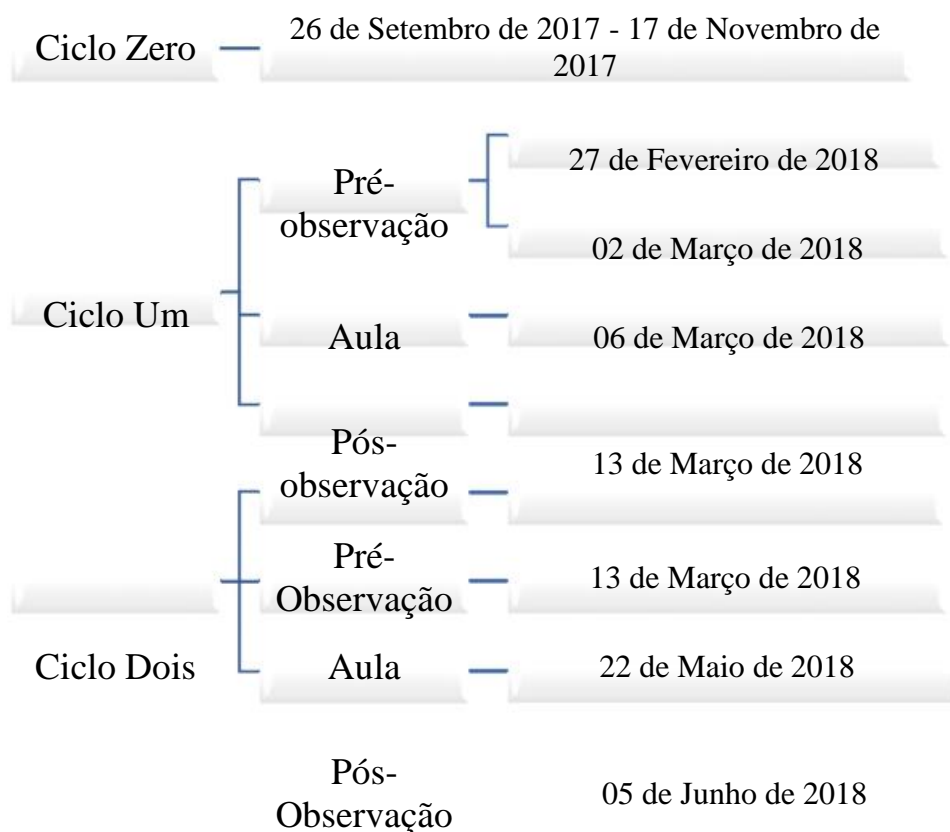 Ciclo Zero
26 de Setembro de 2017 - 17 de Novembro de
2017
Ciclo Um
Pré-
observação
27 de Fevereiro de 2018
02 de Março de 2018
Aula
06 de Março de 2018
Pós-
observação
13 de Março de 2018
Ciclo Dois
Pré-
Observação
13 de Março de 2018
Aula
22 de Maio de 2018
Pós-
Observação
05 de Junho de 2018